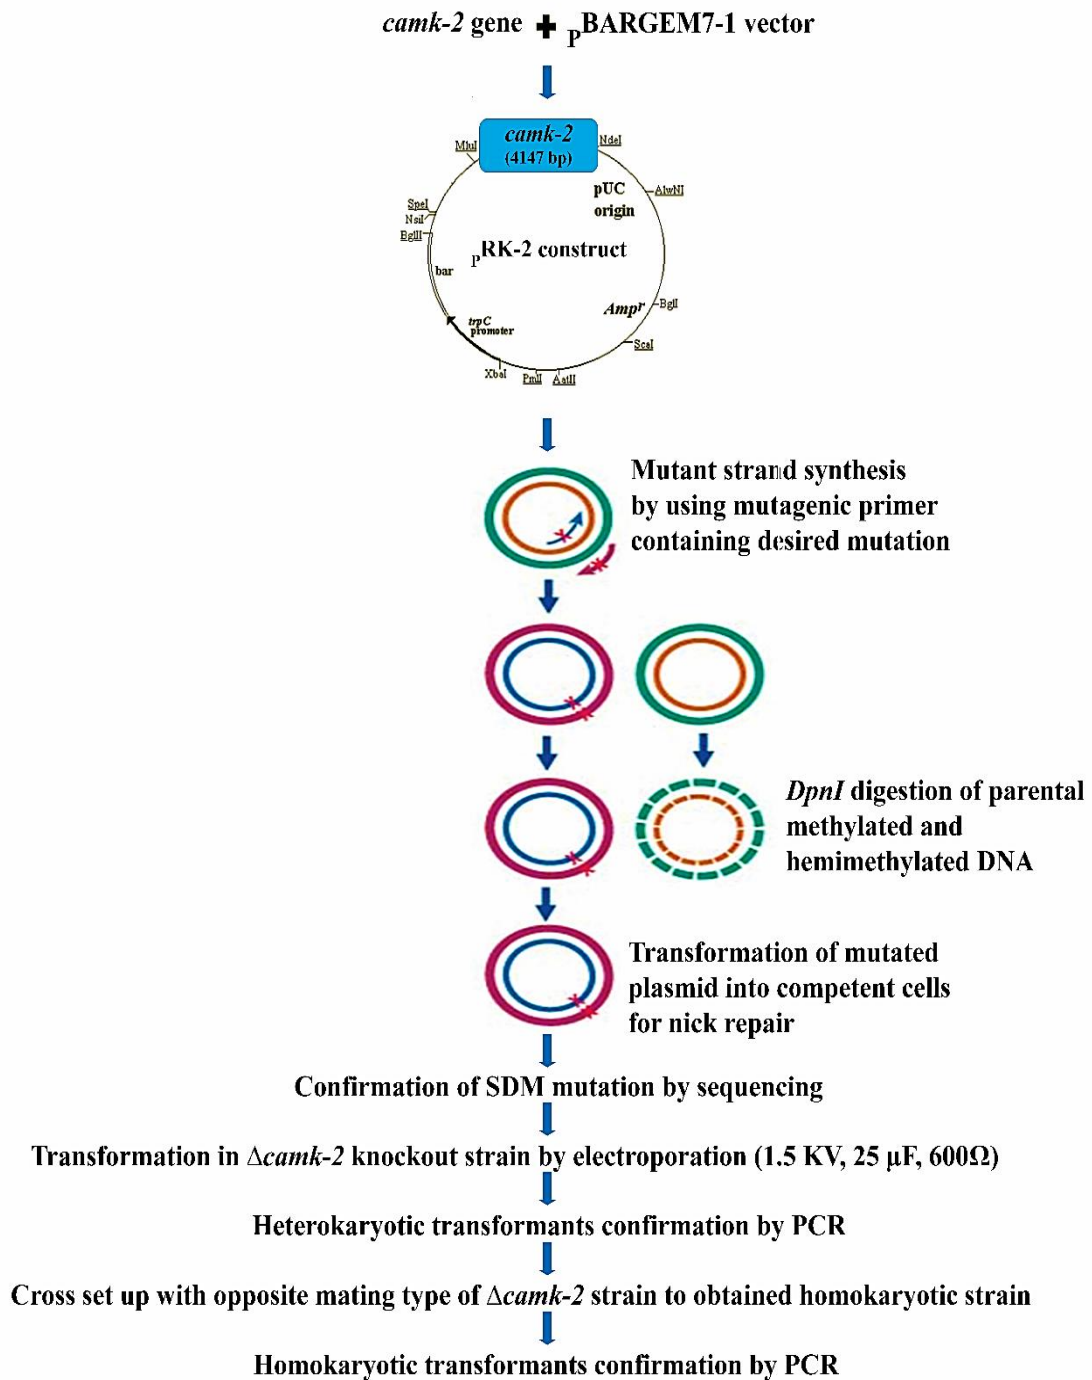 camk-2 gene + pBARGEM7-1 vector
camk-2
(4147 bp)
MluI
NdeI
pUC
origin
AlwNI
SpeI
NsiI
BglII
pRK-2 construct
bar
Ampr
BglI
trpC
promoter
ScaI
XbaI
PmlI
AatII
Mutant strand synthesis
by using mutagenic primer
containing desired mutation
DpnI digestion of parental
methylated and
hemimethylated DNA
Transformation of mutated
plasmid into competent cells
for nick repair
Confirmation of SDM mutation by sequencing
Transformation in Δcamk-2 knockout strain by electroporation (1.5 KV, 25 µF, 600Ω)
Heterokaryotic transformants confirmation by PCR
Cross set up with opposite mating type of Δcamk-2 strain to obtained homokaryotic strain
Homokaryotic transformants confirmation by PCR